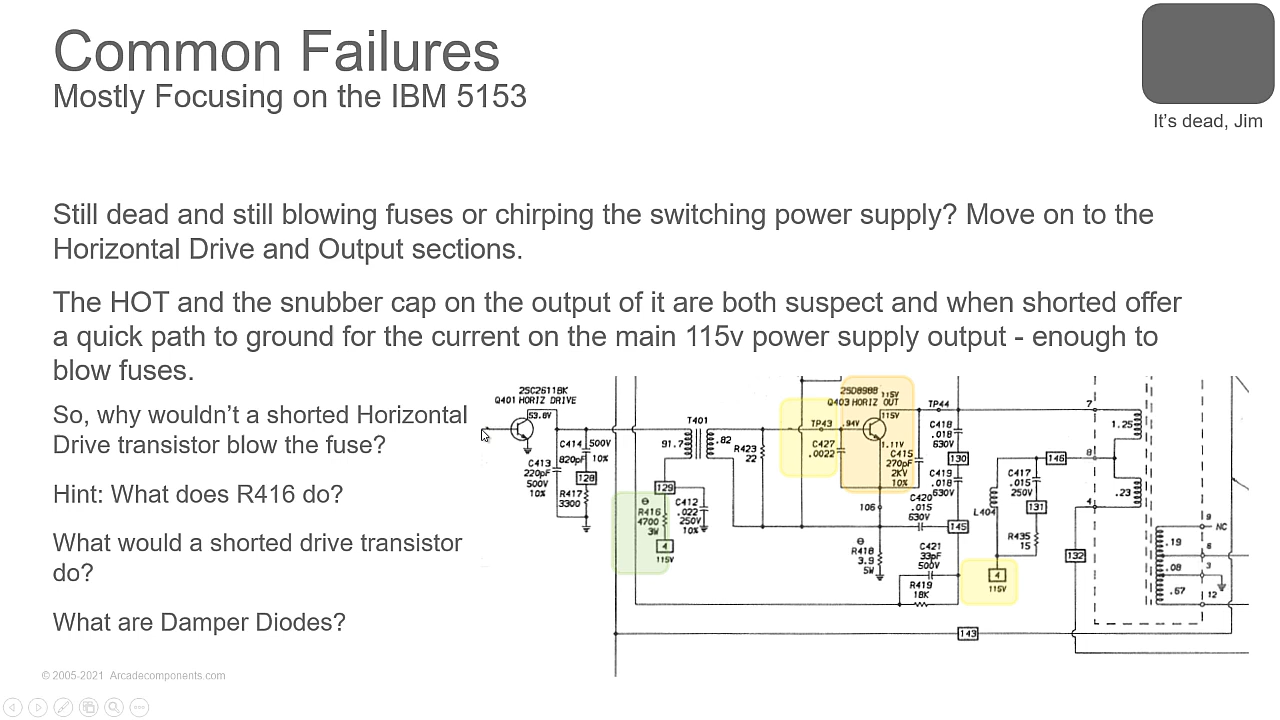 Common Failures
Mostly Focusing on the IBM 5153
It's dead, Jim
Still dead and still blowing fuses or chirping the switching power supply? Move on to the
Horizontal Drive and Output sections.
The HOT and the snubber cap on the output of it are both suspect and when shorted offer
a quick path to ground for the current on the main 115v power supply output - enough to
blow fuses.
So, why wouldn't a shorted Horizontal
Drive transistor blow the fuse?
Hint: What does R416 do?
What would a shorted drive transistor
do?
What are Damper Diodes?
2SC2611BK
Q401 HORIZ DRIVE
53.8V
C414
820pF
500V
10%
C413
220pF
500V
10%
128
R417
3300
T401
91.7
.82
129
R416
4700
3W
4
115V
C412
.022
250V
10%
R423
22
TP43
.94V
C427
.0022
2SD898B
115V
Q403 HORIZ OUT
115V
1.11V
C415
270pF
2KV
10%
TP44
C418
.018
630V
130
C419
.018
630V
C420
.015
630V
106
145
R418
3.9
5W
C421
33pF
500V
R419
18K
L404
C417
.015
250V
131
R435
15
146
4
115V
7
1.25
8
.23
4
132
9
NC
.19
6
.08
3
.67
12
143
© 2005-2021 Arcadecomponents.com